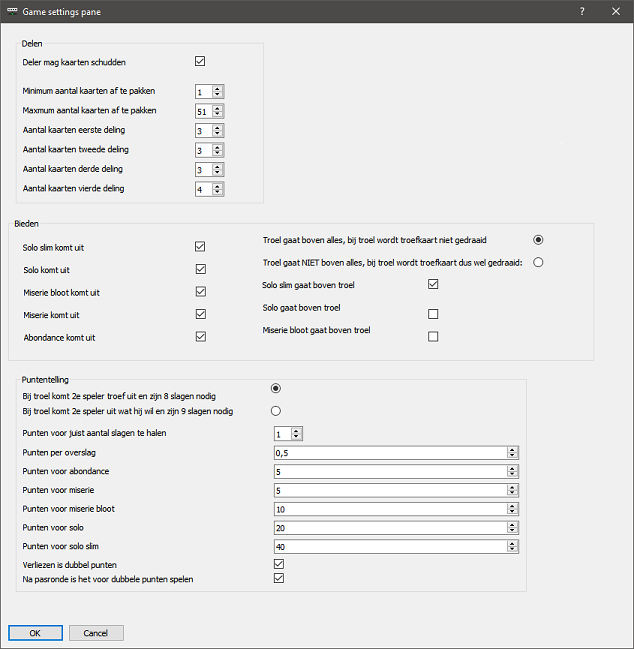 Game settings pane
Delen
Deler mag kaarten schudden
Minimum aantal kaarten af te pakken 1
Maxmum aantal kaarten af te pakken 51
Aantal kaarten eerste deling 3
Aantal kaarten tweede deling 3
Aantal kaarten derde deling 3
Aantal kaarten vierde deling 4
Bieden
Solo slim komt uit
Solo komt uit
Miserie bloot komt uit
Miserie komt uit
Abondance komt uit
Troel gaat boven alles, bij troel wordt troefkaart niet gedraaid
Troel gaat NIET boven alles, bij troel wordt troefkaart dus wel gedraaid:
Solo slim gaat boven troel
Solo gaat boven troel
Miserie bloot gaat boven troel
Puntentelling
Bij troel komt 2e speler troef uit en zijn 8 slagen nodig
Bij troel komt 2e speler uit wat hij wil en zijn 9 slagen nodig
Punten voor juist aantal slagen te halen 1
Punten per overslag 0,5
Punten voor abondance 5
Punten voor miserie 5
Punten voor miserie bloot 10
Punten voor solo 20
Punten voor solo slim 40
Verliezen is dubbel punten
Na pasronde is het voor dubbele punten spelen
OK Cancel